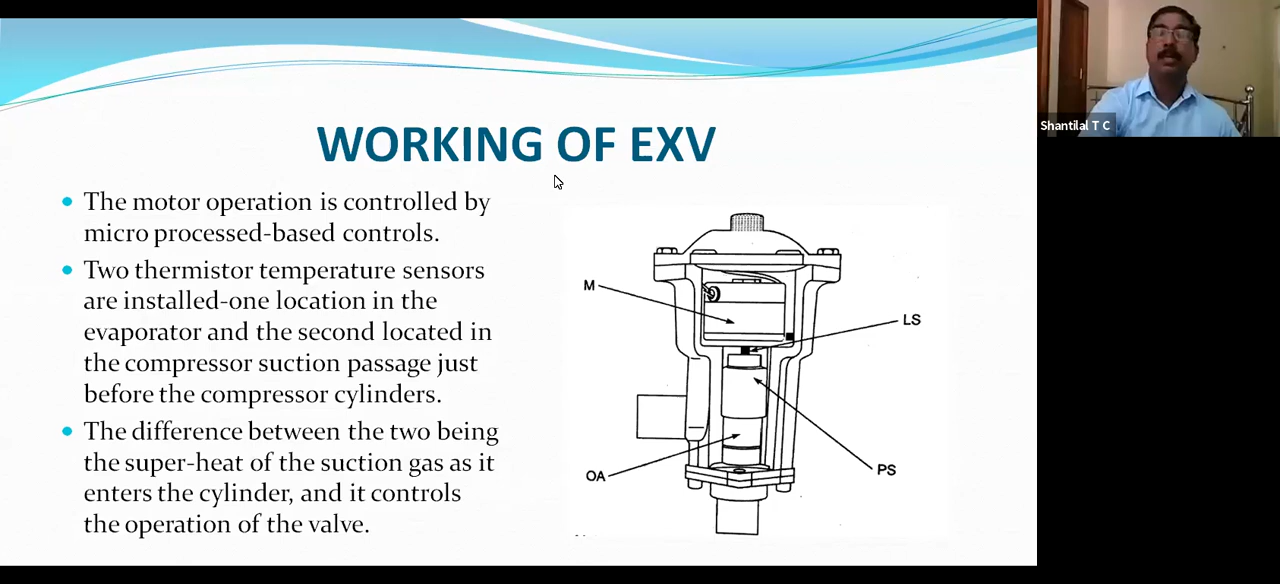 WORKING OF EXV
The motor operation is controlled by
micro processed-based controls.
Two thermistor temperature sensors
are installed-one location in the
evaporator and the second located in
the compressor suction passage just
before the compressor cylinders.
The difference between the two being
the super-heat of the suction gas as it
enters the cylinder, and it controls
the operation of the valve.
M
LS
OA
PS
Shantilal T C